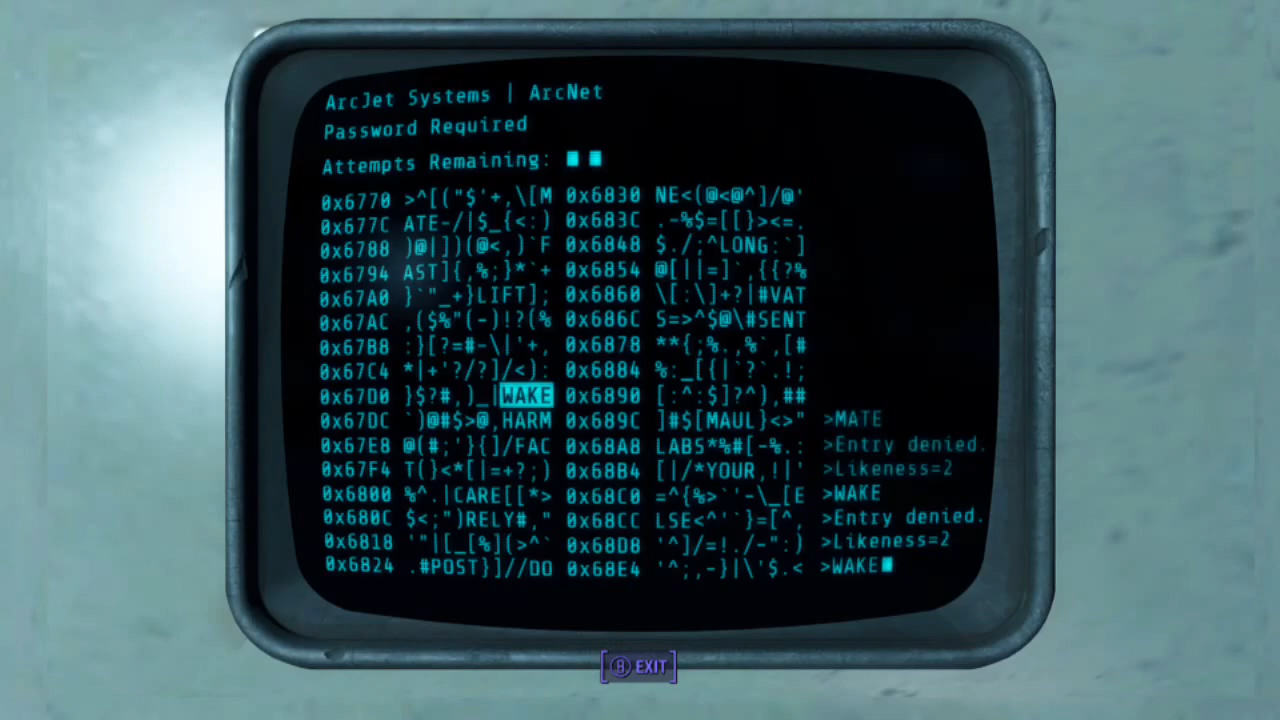 ArcJet Systems | ArcNet
Password Required
Attempts Remaining: ■ ■
0x6770 >^[("$'+,\[M 0x6830 NE<(@<@^]/@'
0x677C ATE-/|$_{<:) 0x683C .-%$=[[}><=.
0x6788 )@|])(@<,)`F 0x6848 $./;^LONG:`]
0x6794 AST]{,%;}*`+ 0x6854 @[||=]`,{{?%
0x67A0 }`"_+}LIFT]; 0x6860 \[:\]+?|#VAT
0x67AC ,($%"(-)!?(% 0x686C S=>^$@\#SENT
0x67B8 :}[?=#-\|'+, 0x6878 **{;%.,%`,[#
0x67C4 *|+'?/?]/<): 0x6884 %:_[{|`?`.!;
0x67D0 }$?#,)_|WAKE 0x6890 [:^:$]?^),##
0x67DC `)@#$>@,HARM 0x689C ]#$[MAUL}<>" >MATE
0x67E8 @(#;'}{]/FAC 0x68A8 LABS*%#[-%.: >Entry denied.
0x67F4 T(}<*[|=+?;) 0x68B4 [|/*YOUR,!|' >Likeness=2
0x6800 %^.|CARE[[*> 0x68C0 =^{%>`'-\_[E >WAKE
0x680C $<;")RELY#," 0x68CC LSE<^'`}=[^, >Entry denied.
0x6818 '"|[_[%](>^` 0x68D8 '^]/=!./-":) >Likeness=2
0x6824 .#POST}]//DO 0x68E4 '^;,-}|\'$.< >WAKE■
[Ⓑ EXIT]